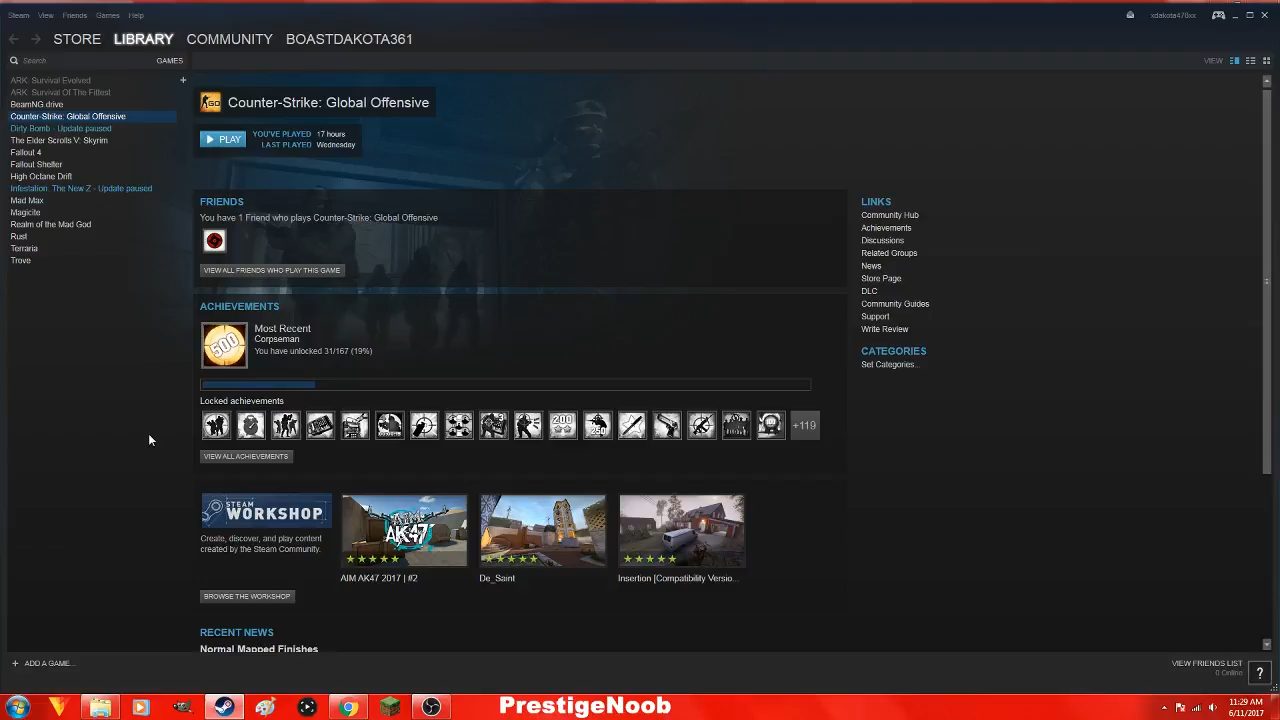 Steam View Friends Games Help
xdakota470xx
STORE LIBRARY COMMUNITY BOASTDAKOTA361
Search GAMES
VIEW
ARK: Survival Evolved
ARK: Survival Of The Fittest
BeamNG drive
Counter-Strike: Global Offensive
Dirty Bomb - Update paused
The Elder Scrolls V: Skyrim
Fallout 4
Fallout Shelter
High Octane Drift
Infestation: The New Z - Update paused
Mad Max
Magicite
Realm of the Mad God
Rust
Terraria
Trove
GO
Counter-Strike: Global Offensive
PLAY
YOU'VE PLAYED 17 hours
LAST PLAYED Wednesday
FRIENDS
You have 1 Friend who plays Counter-Strike: Global Offensive
VIEW ALL FRIENDS WHO PLAY THIS GAME
ACHIEVEMENTS
500
Most Recent
Corpseman
You have unlocked 31/167 (19%)
Locked achievements
200
250
+119
VIEW ALL ACHIEVEMENTS
STEAM
WORKSHOP
Create, discover, and play content
created by the Steam Community.
AIM
AK47
AIM AK47 2017 | #2
De_Saint
Insertion |Compatibility Versio...
BROWSE THE WORKSHOP
RECENT NEWS
Normal Mapped Finishes
LINKS
Community Hub
Achievements
Discussions
Related Groups
News
Store Page
DLC
Community Guides
Support
Write Review
CATEGORIES
Set Categories...
+ ADD A GAME...
VIEW FRIENDS LIST
0 Online
?
PrestigeNoob
11:29 AM
6/11/2017